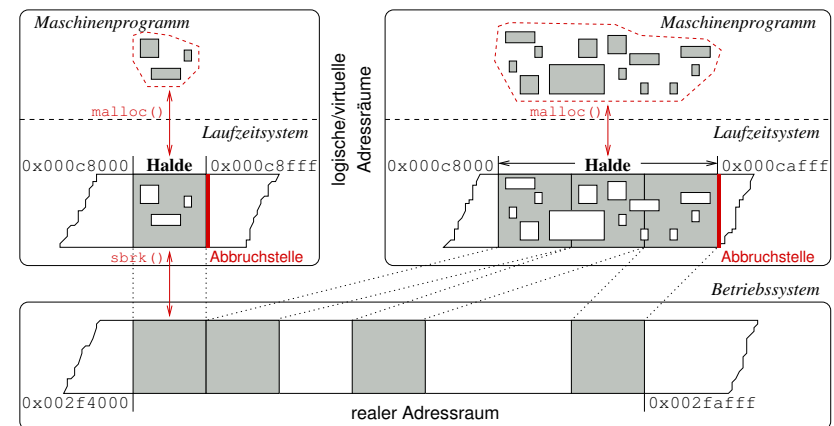 Maschinenprogramm
malloc()
Laufzeitsystem
0x000c8000
Halde
0x000c8fff
sbrk()
Abbruchstelle
logische/virtuelle
Adressräume
Maschinenprogramm
malloc()
Laufzeitsystem
0x000c8000
Halde
0x000cafff
Abbruchstelle
Betriebssystem
0x002f4000
realer Adressraum
0x002fafff